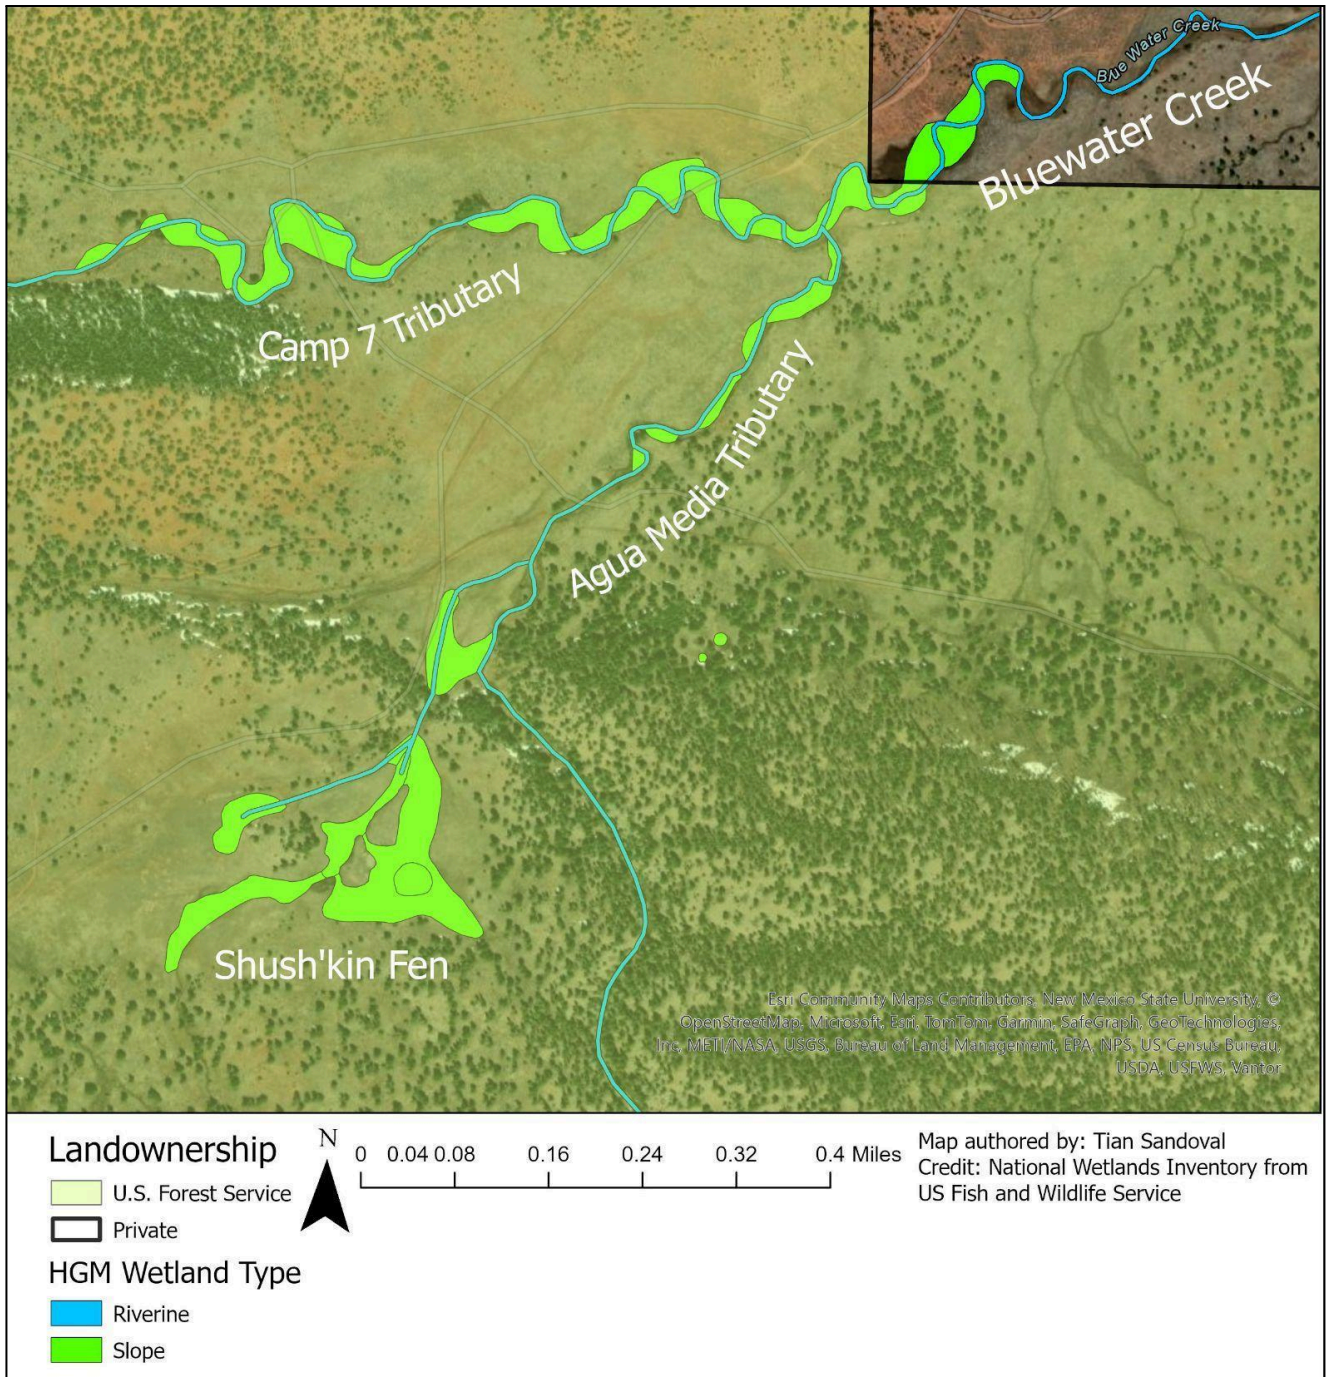 Blue Water Creek
Bluewater Creek
Camp 7 Tributary
Agua Media Tributary
Shush'kin Fen
Esri Community Maps Contributors, New Mexico State University, ©
OpenStreetMap, Microsoft, Esri, TomTom, Garmin, SafeGraph, GeoTechnologies,
Inc, METI/NASA, USGS, Bureau of Land Management, EPA, NPS, US Census Bureau,
USDA, USFWS, Vantor
Landownership
U.S. Forest Service
Private
HGM Wetland Type
Riverine
Slope
N
0 0.04 0.08 0.16 0.24 0.32 0.4 Miles
Map authored by: Tian Sandoval
Credit: National Wetlands Inventory from
US Fish and Wildlife Service